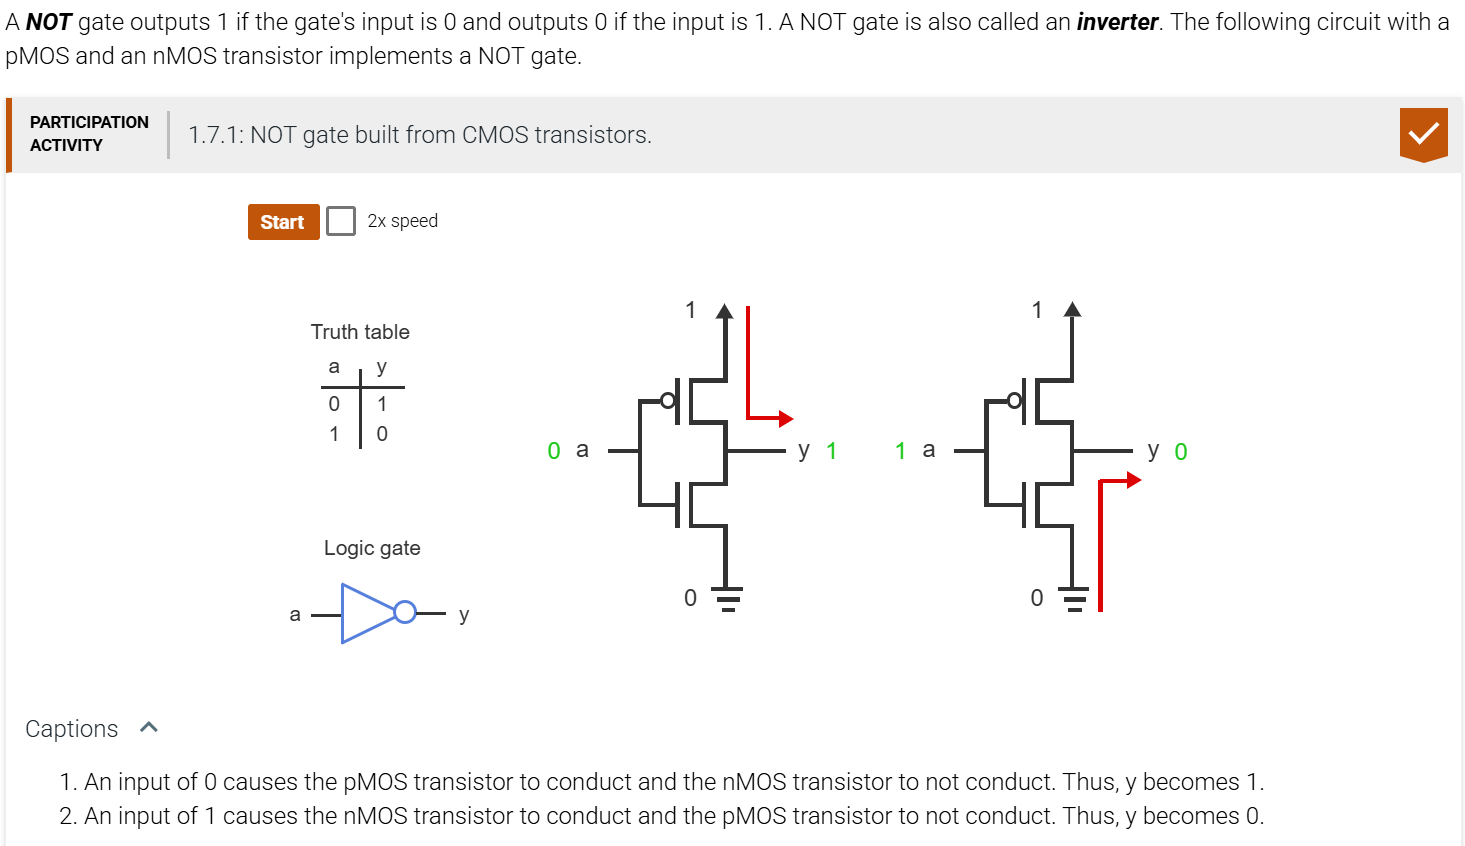 A NOT gate outputs 1 if the gate's input is 0 and outputs 0 if the input is 1. A NOT gate is also called an inverter. The following circuit with a
pMOS and an nMOS transistor implements a NOT gate.
PARTICIPATION
ACTIVITY
1.7.1: NOT gate built from CMOS transistors.
Start
2x speed
Truth table
a y
0 1
1 0
Logic gate
a y
1
0 a
y 1
0
1
1 a
y 0
0
Captions
1. An input of 0 causes the pMOS transistor to conduct and the nMOS transistor to not conduct. Thus, y becomes 1.
2. An input of 1 causes the nMOS transistor to conduct and the pMOS transistor to not conduct. Thus, y becomes 0.